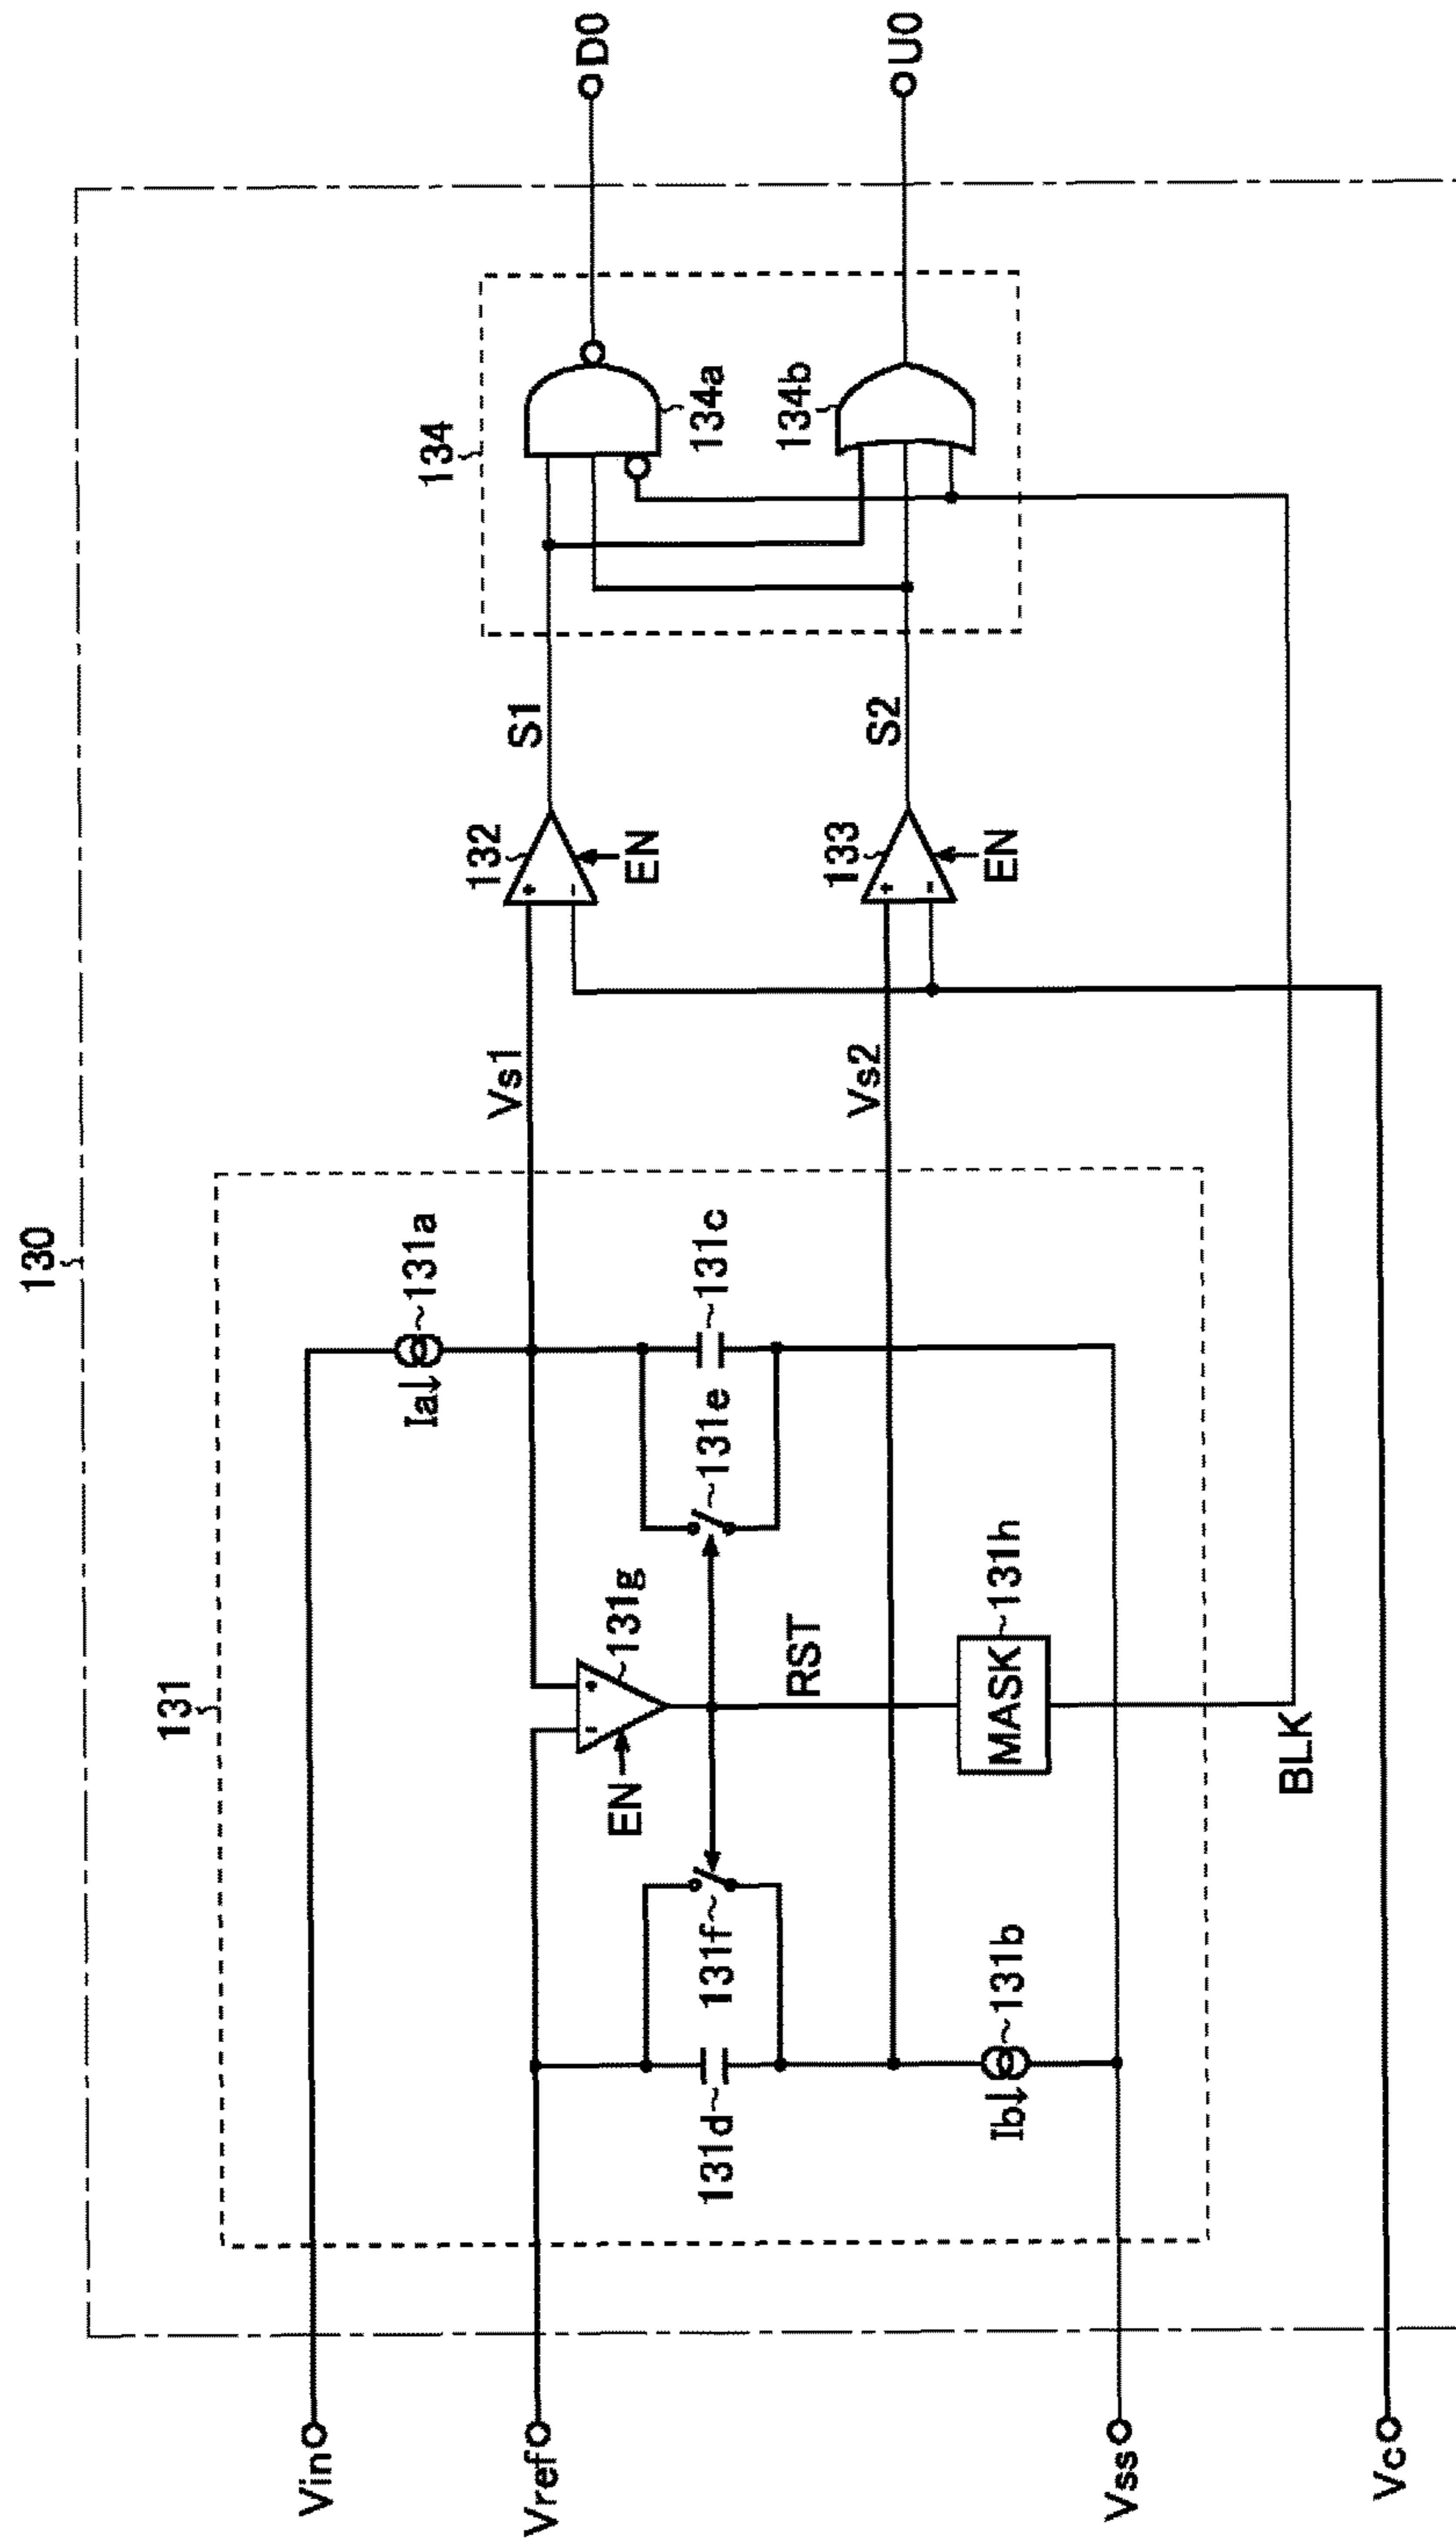 130
131
Vin
Vref
Vss
Vc
Ia
131a
131c
131e
131g
EN
131f
131d
Ib
131b
RST
MASK
131h
BLK
Vs1
Vs2
132
+
-
EN
133
+
-
EN
S1
S2
134
134a
134b
D0
U0
+
-